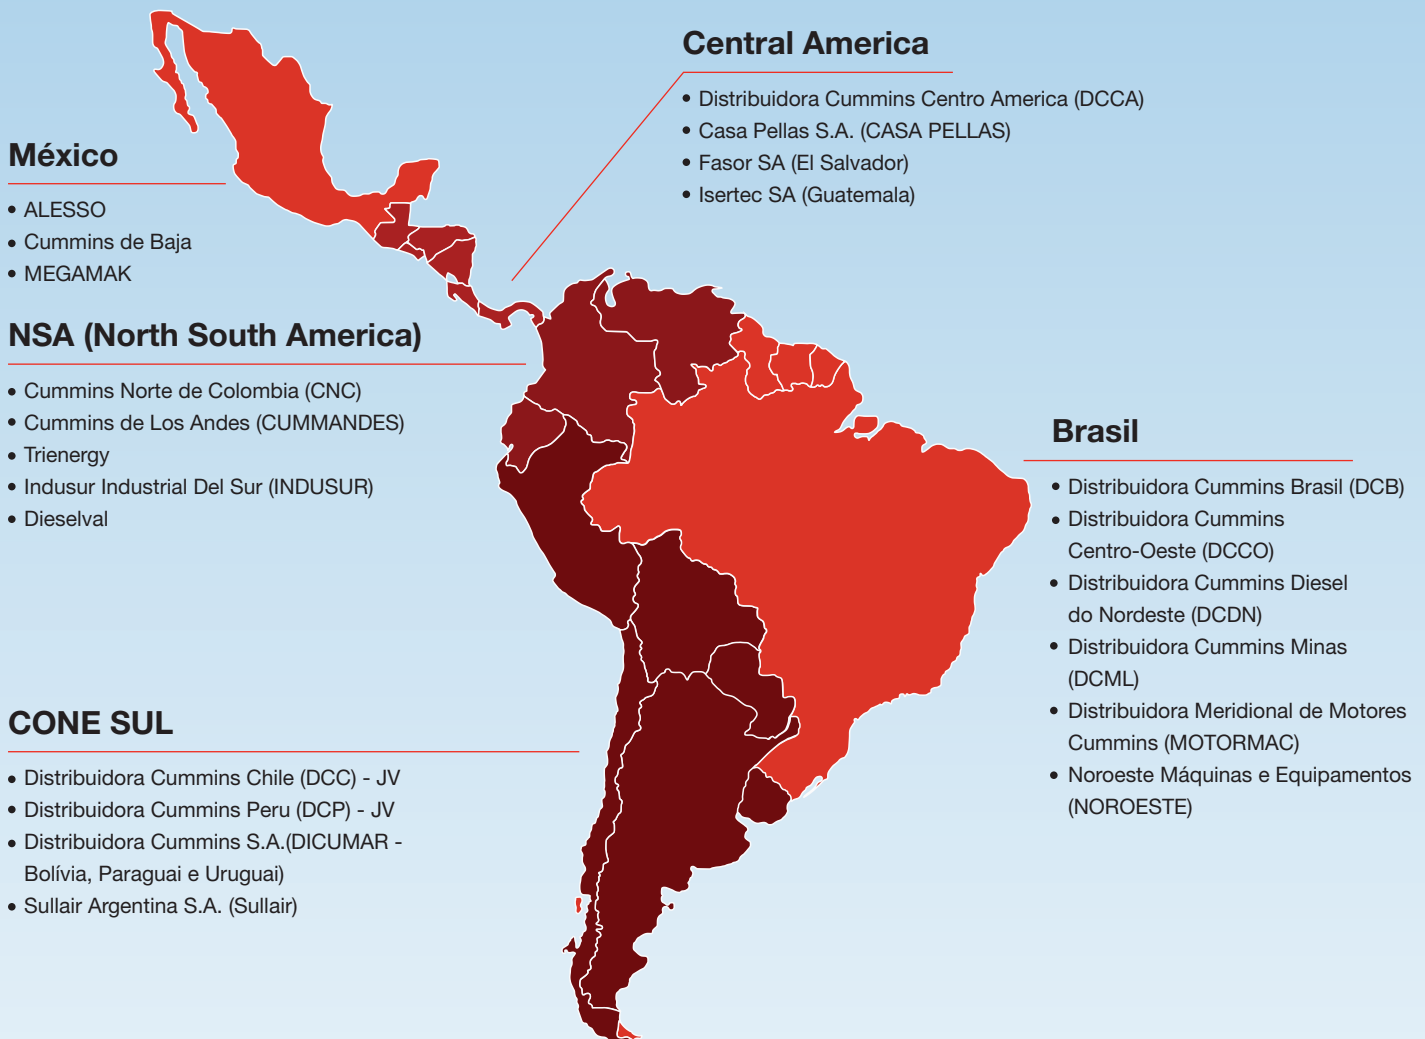 Central America
• Distribuidora Cummins Centro America (DCCA)
• Casa Pellas S.A. (CASA PELLAS)
• Fasor SA (El Salvador)
• Isertec SA (Guatemala)
México
• ALESSO
• Cummins de Baja
• MEGAMAK
NSA (North South America)
• Cummins Norte de Colombia (CNC)
• Cummins de Los Andes (CUMMANDES)
• Trienergy
• Indusur Industrial Del Sur (INDUSUR)
• Dieselval
Brasil
• Distribuidora Cummins Brasil (DCB)
• Distribuidora Cummins
Centro-Oeste (DCCO)
• Distribuidora Cummins Diesel
do Nordeste (DCDN)
• Distribuidora Cummins Minas
(DCML)
• Distribuidora Meridional de Motores
Cummins (MOTORMAC)
• Noroeste Máquinas e Equipamentos
(NOROESTE)
CONE SUL
• Distribuidora Cummins Chile (DCC) - JV
• Distribuidora Cummins Peru (DCP) - JV
• Distribuidora Cummins S.A.(DICUMAR -
Bolívia, Paraguai e Uruguai)
• Sullair Argentina S.A. (Sullair)